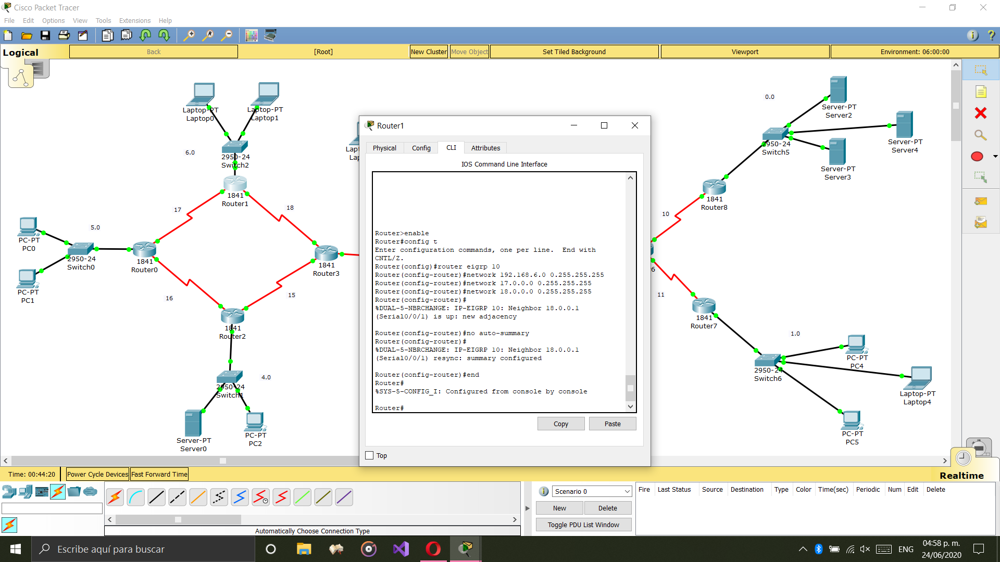 Cisco Packet Tracer
File Edit Options View Tools Extensions Help
Logical
Back
[Root]
New Cluster
Move Object
Set Tiled Background
Viewport
Environment: 06:00:00
Laptop-PT
Laptop0
Laptop-PT
Laptop1
6.0
2950-24
Switch2
1841
Router1
17
18
5.0
PC-PT
PC0
2950-24
Switch0
PC-PT
PC1
1841
Router0
1841
Router3
16
15
1841
Router2
4.0
2950-24
Switch1
Server-PT
Server0
PC-PT
PC2
Router1
Physical
Config
CLI
Attributes
IOS Command Line Interface
Router>enable
Router#config t
Enter configuration commands, one per line.  End with
CNTL/Z.
Router(config)#router eigrp 10
Router(config-router)#network 192.168.6.0 0.255.255.255
Router(config-router)#network 17.0.0.0 0.255.255.255
Router(config-router)#network 18.0.0.0 0.255.255.255
Router(config-router)#
%DUAL-5-NBRCHANGE: IP-EIGRP 10: Neighbor 18.0.0.1
(Serial0/0/1) is up: new adjacency
Router(config-router)#no auto-summary
Router(config-router)#
%DUAL-5-NBRCHANGE: IP-EIGRP 10: Neighbor 18.0.0.1
(Serial0/0/1) resync: summary configured
Router(config-router)#end
Router#
%SYS-5-CONFIG_I: Configured from console by console
Router#
Copy
Paste
Top
0.0
Server-PT
Server2
Server-PT
Server4
2950-24
Switch5
Server-PT
Server3
1841
Router8
10
11
1841
Router7
1.0
PC-PT
PC4
2950-24
Switch6
Laptop-PT
Laptop4
PC-PT
PC5
Time: 00:44:20
Power Cycle Devices
Fast Forward Time
Realtime
Automatically Choose Connection Type
Scenario 0
New
Delete
Toggle PDU List Window
Fire Last Status Source Destination Type Color Time(sec) Periodic Num Edit Delete
Escribe aquí para buscar
ENG
04:58 p. m.
24/06/2020